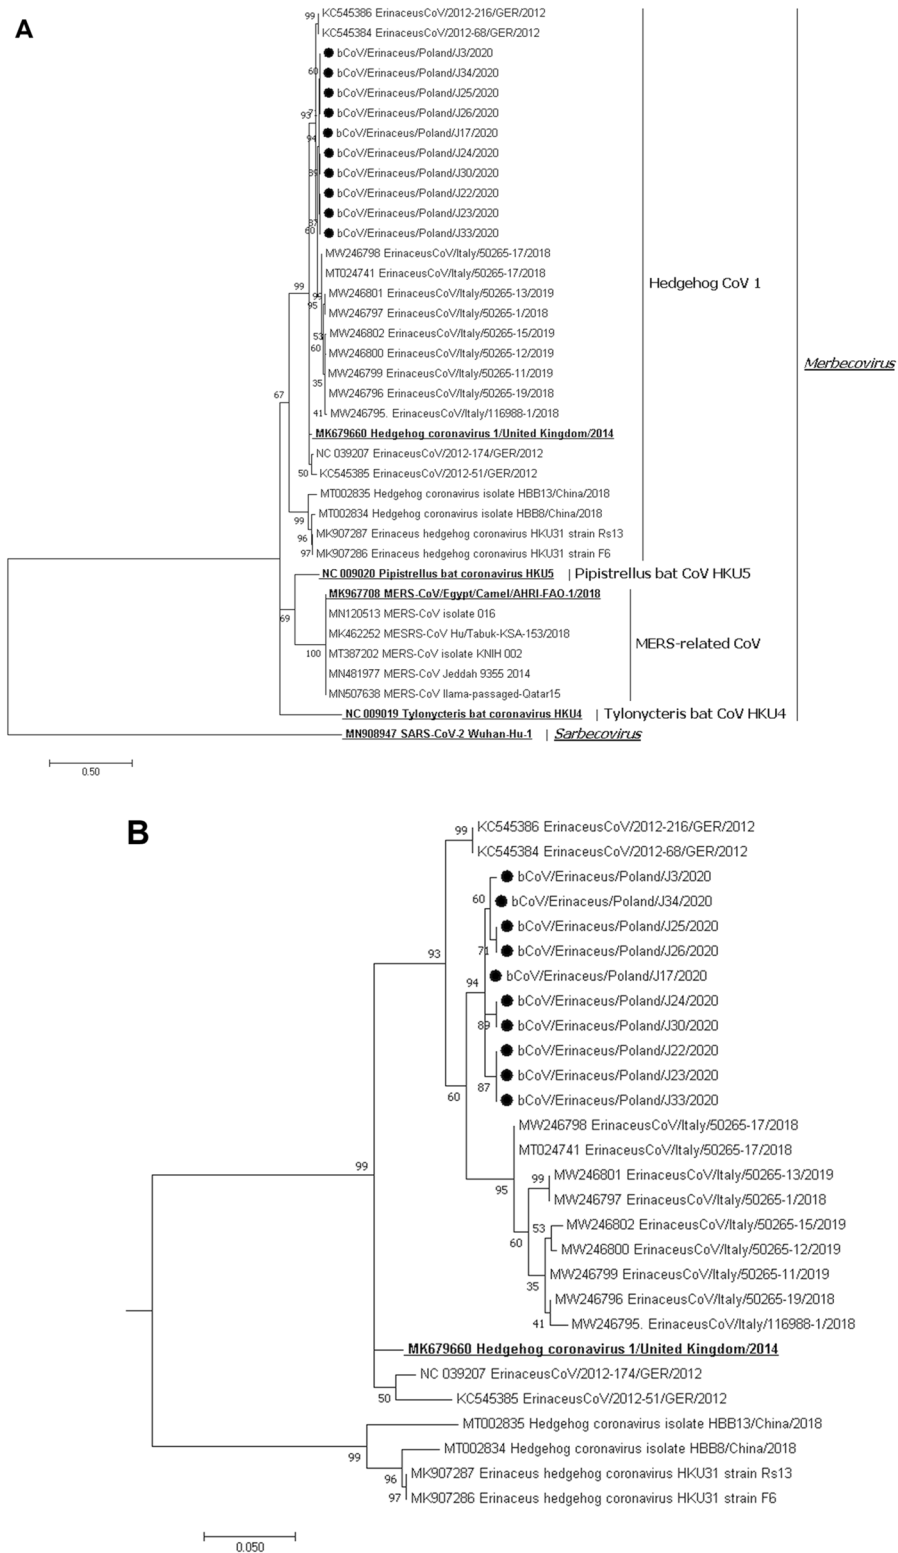 A
99
KC545386 ErinaceusCoV/2012-216/GER/2012
KC545384 ErinaceusCoV/2012-68/GER/2012
bCoV/Erinaceus/Poland/J3/2020
60
bCoV/Erinaceus/Poland/J34/2020
bCoV/Erinaceus/Poland/J25/2020
93
71
bCoV/Erinaceus/Poland/J26/2020
bCoV/Erinaceus/Poland/J17/2020
94
bCoV/Erinaceus/Poland/J24/2020
89
bCoV/Erinaceus/Poland/J30/2020
bCoV/Erinaceus/Poland/J22/2020
bCoV/Erinaceus/Poland/J23/2020
87
60
bCoV/Erinaceus/Poland/J33/2020
MW246798 ErinaceusCoV/Italy/50265-17/2018
MT024741 ErinaceusCoV/Italy/50265-17/2018
99
Hedgehog CoV 1
99
MW246801 ErinaceusCoV/Italy/50265-13/2019
95
MW246797 ErinaceusCoV/Italy/50265-1/2018
53
MW246802 ErinaceusCoV/Italy/50265-15/2019
60
MW246800 ErinaceusCoV/Italy/50265-12/2019
Merbecovirus
MW246799 ErinaceusCoV/Italy/50265-11/2019
35
MW246796 ErinaceusCoV/Italy/50265-19/2018
67
41
MW246795. ErinaceusCoV/Italy/116988-1/2018
MK679660 Hedgehog coronavirus 1/United Kingdom/2014
NC 039207 ErinaceusCoV/2012-174/GER/2012
50
KC545385 ErinaceusCoV/2012-51/GER/2012
MT002835 Hedgehog coronavirus isolate HBB13/China/2018
99
MT002834 Hedgehog coronavirus isolate HBB8/China/2018
96
MK907287 Erinaceus hedgehog coronavirus HKU31 strain Rs13
97
MK907286 Erinaceus hedgehog coronavirus HKU31 strain F6
NC 009020 Pipistrellus bat coronavirus HKU5 | Pipistrellus bat CoV HKU5
MK967708 MERS-CoV/Egypt/Camel/AHRI-FAO-1/2018
69
MN120513 MERS-CoV isolate 016
MK462252 MESRS-CoV Hu/Tabuk-KSA-153/2018
MERS-related CoV
100
MT387202 MERS-CoV isolate KNIH 002
MN481977 MERS-CoV Jeddah 9355 2014
MN507638 MERS-CoV llama-passaged-Qatar15
NC 009019 Tylonycteris bat coronavirus HKU4 | Tylonycteris bat CoV HKU4
MN908947 SARS-CoV-2 Wuhan-Hu-1 | Sarbecovirus
0.50
B
99
KC545386 ErinaceusCoV/2012-216/GER/2012
KC545384 ErinaceusCoV/2012-68/GER/2012
bCoV/Erinaceus/Poland/J3/2020
60
bCoV/Erinaceus/Poland/J34/2020
bCoV/Erinaceus/Poland/J25/2020
93
71
bCoV/Erinaceus/Poland/J26/2020
bCoV/Erinaceus/Poland/J17/2020
94
bCoV/Erinaceus/Poland/J24/2020
89
bCoV/Erinaceus/Poland/J30/2020
bCoV/Erinaceus/Poland/J22/2020
bCoV/Erinaceus/Poland/J23/2020
87
60
bCoV/Erinaceus/Poland/J33/2020
MW246798 ErinaceusCoV/Italy/50265-17/2018
MT024741 ErinaceusCoV/Italy/50265-17/2018
99
99
MW246801 ErinaceusCoV/Italy/50265-13/2019
95
MW246797 ErinaceusCoV/Italy/50265-1/2018
53
MW246802 ErinaceusCoV/Italy/50265-15/2019
60
MW246800 ErinaceusCoV/Italy/50265-12/2019
MW246799 ErinaceusCoV/Italy/50265-11/2019
35
MW246796 ErinaceusCoV/Italy/50265-19/2018
41
MW246795. ErinaceusCoV/Italy/116988-1/2018
MK679660 Hedgehog coronavirus 1/United Kingdom/2014
NC 039207 ErinaceusCoV/2012-174/GER/2012
50
KC545385 ErinaceusCoV/2012-51/GER/2012
MT002835 Hedgehog coronavirus isolate HBB13/China/2018
99
MT002834 Hedgehog coronavirus isolate HBB8/China/2018
96
MK907287 Erinaceus hedgehog coronavirus HKU31 strain Rs13
97
MK907286 Erinaceus hedgehog coronavirus HKU31 strain F6
0.050